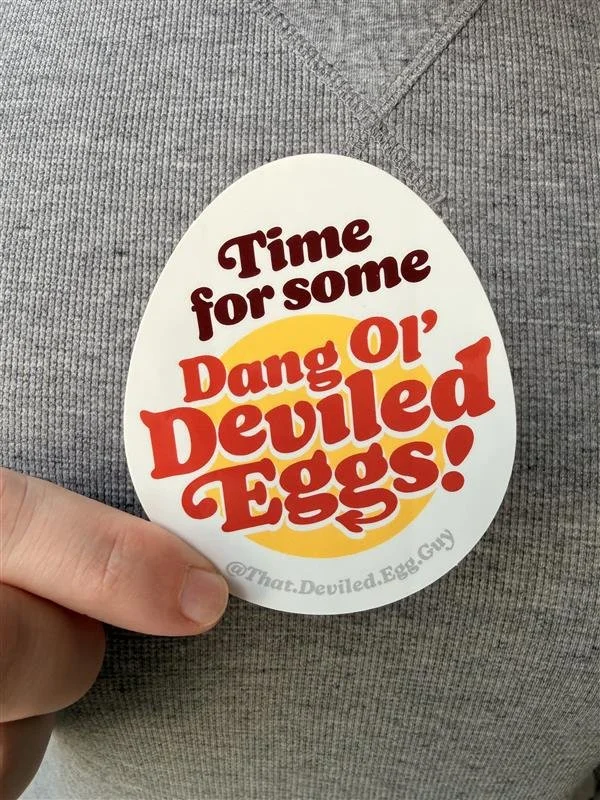 Time
for some
Dang Ol'
Deviled
Eggs!
@That.Deviled.Egg.Guy